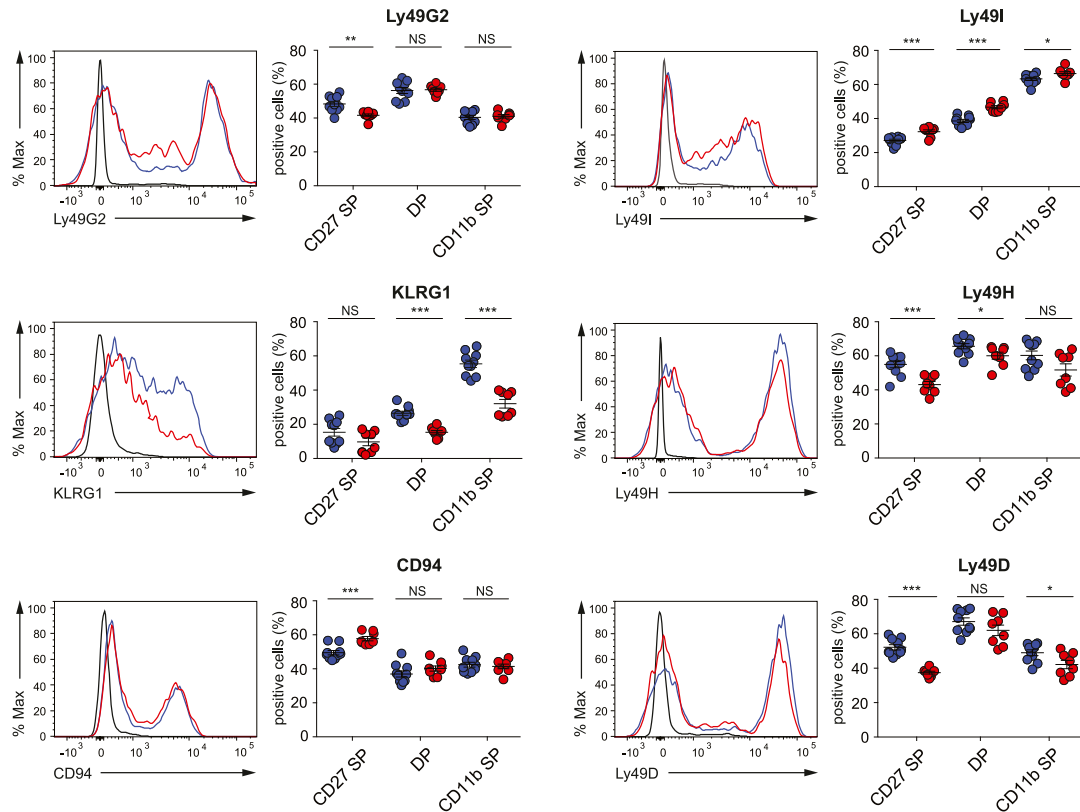 Ly49G2
% Max
100
80
60
40
20
0
-10³ 0 10³ 10⁴ 10⁵
Ly49G2
positive cells (%)
80
60
40
20
0
** NS NS
CD27 SP DP CD11b SP
Ly49I
% Max
100
80
60
40
20
0
-10³ 0 10³ 10⁴ 10⁵
Ly49I
positive cells (%)
80
60
40
20
0
*** *** *
CD27 SP DP CD11b SP
KLRG1
% Max
100
80
60
40
20
0
-10³ 0 10³ 10⁴ 10⁵
KLRG1
positive cells (%)
80
60
40
20
0
NS *** ***
CD27 SP DP CD11b SP
Ly49H
% Max
100
80
60
40
20
0
-10³ 0 10³ 10⁴ 10⁵
Ly49H
positive cells (%)
80
60
40
20
0
*** * NS
CD27 SP DP CD11b SP
CD94
% Max
100
80
60
40
20
0
-10³ 0 10³ 10⁴ 10⁵
CD94
positive cells (%)
80
60
40
20
0
*** NS NS
CD27 SP DP CD11b SP
Ly49D
% Max
100
80
60
40
20
0
-10³ 0 10³ 10⁴ 10⁵
Ly49D
positive cells (%)
80
60
40
20
0
*** NS *
CD27 SP DP CD11b SP